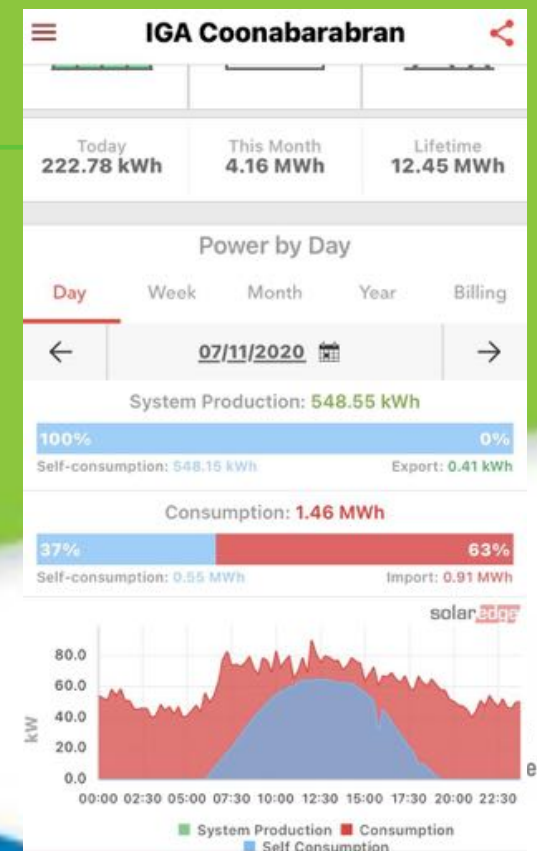 IGA Coonabarabran
Today This Month Lifetime
222.78 kWh 4.16 MWh 12.45 MWh
Power by Day
Day Week Month Year Billing
07/11/2020
System Production: 548.55 kWh
100% 0%
Self-consumption: 548.15 kWh Export: 0.41 kWh
Consumption: 1.46 MWh
37% 63%
Self-consumption: 0.55 MWh Import: 0.91 MWh
solaredge
80.0
60.0
40.0
20.0
0.0
kW
e
00:00 02:30 05:00 07:30 10:00 12:30 15:00 17:30 20:00 22:30
System Production Consumption
Self Consumption